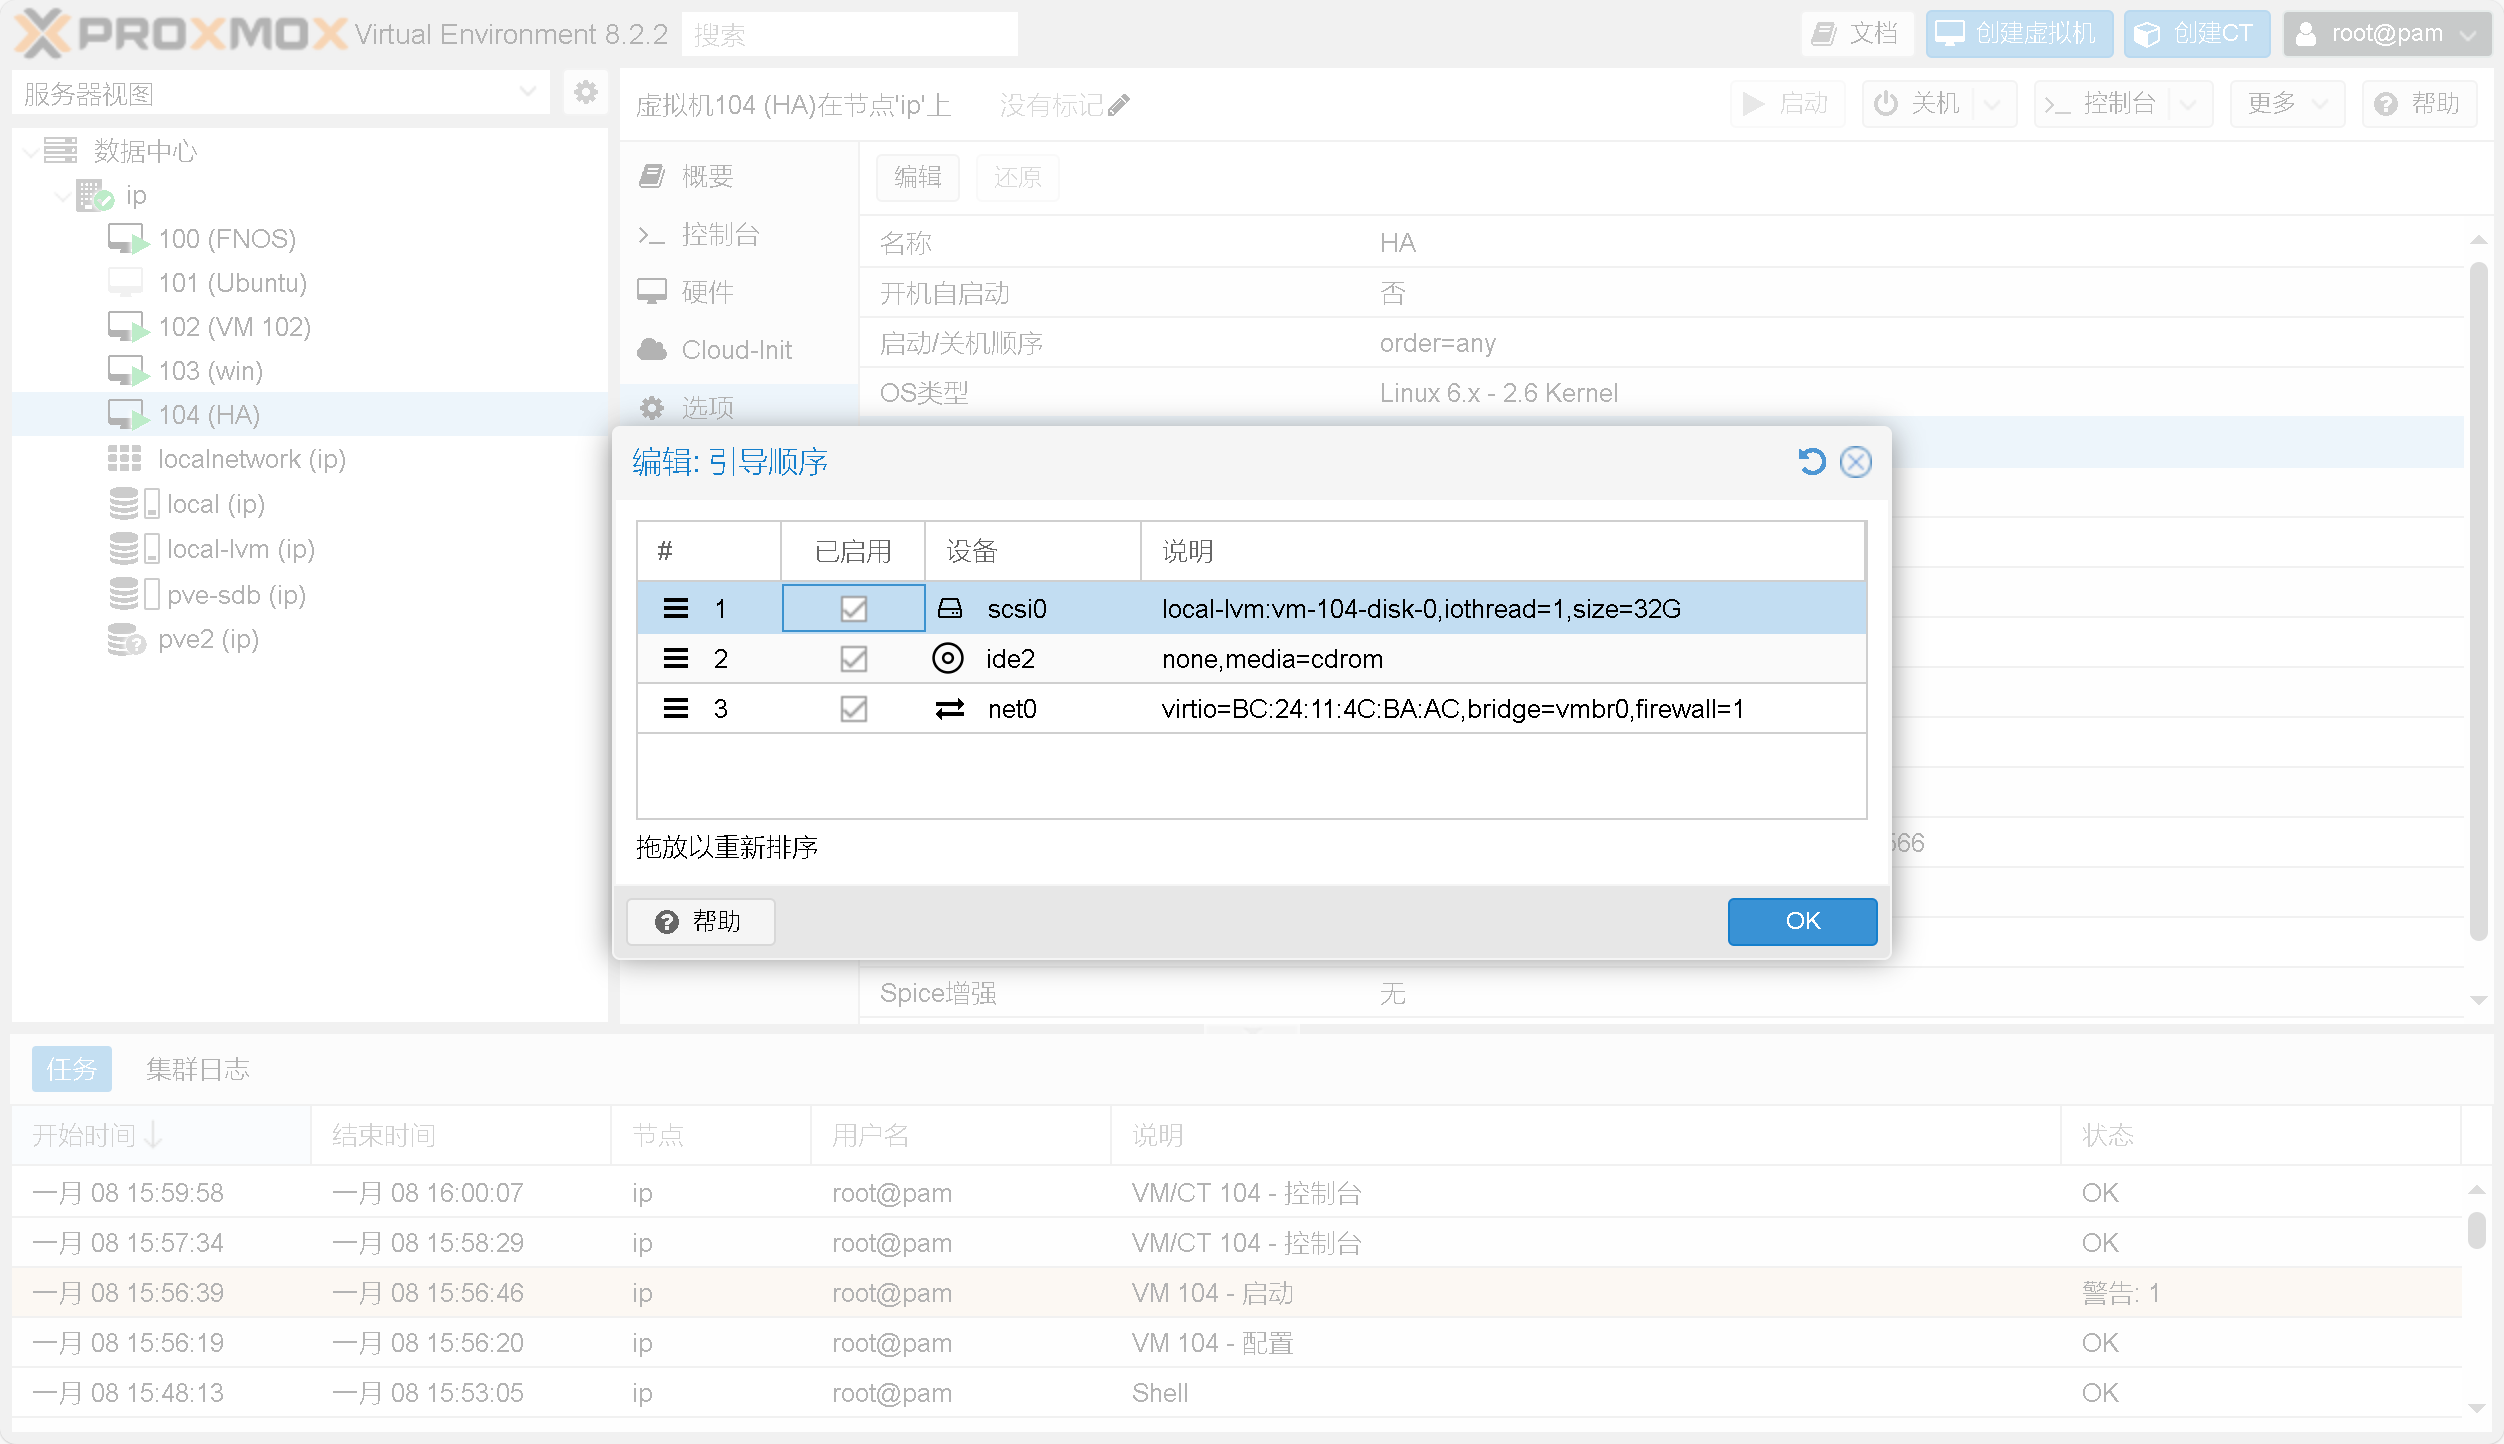 PROXMOX Virtual Environment 8.2.2 搜索 文档 创建虚拟机 创建CT root@pam
服务器视图
虚拟机104 (HA)在节点'ip'上 没有标记 启动 关机 控制台 更多 帮助
数据中心
ip
100 (FNOS)
101 (Ubuntu)
102 (VM 102)
103 (win)
104 (HA)
localnetwork (ip)
local (ip)
local-lvm (ip)
pve-sdb (ip)
pve2 (ip)
概要
控制台
硬件
Cloud-Init
选项
编辑 还原
名称 HA
开机自启动 否
启动/关机顺序 order=any
OS类型 Linux 6.x - 2.6 Kernel
编辑: 引导顺序
# 已启用 设备 说明
1 scsi0 local-lvm:vm-104-disk-0,iothread=1,size=32G
2 ide2 none,media=cdrom
3 net0 virtio=BC:24:11:4C:BA:AC,bridge=vmbr0,firewall=1
拖放以重新排序
帮助 OK
66
Spice增强 无
任务 集群日志
开始时间 结束时间 节点 用户名 说明 状态
一月 08 15:59:58 一月 08 16:00:07 ip root@pam VM/CT 104 - 控制台 OK
一月 08 15:57:34 一月 08 15:58:29 ip root@pam VM/CT 104 - 控制台 OK
一月 08 15:56:39 一月 08 15:56:46 ip root@pam VM 104 - 启动 警告: 1
一月 08 15:56:19 一月 08 15:56:20 ip root@pam VM 104 - 配置 OK
一月 08 15:48:13 一月 08 15:53:05 ip root@pam Shell OK